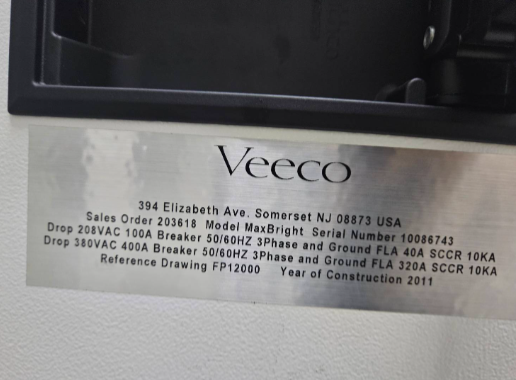 Veeco
394 Elizabeth Ave. Somerset NJ 08873 USA
Sales Order 203618 Model MaxBright Serial Number 10086743
Drop 208VAC 100A Breaker 50/60HZ 3Phase and Ground FLA 40A SCCR 10KA
Drop 380VAC 400A Breaker 50/60HZ 3Phase and Ground FLA 320A SCCR 10KA
Reference Drawing FP12000 Year of Construction 2011